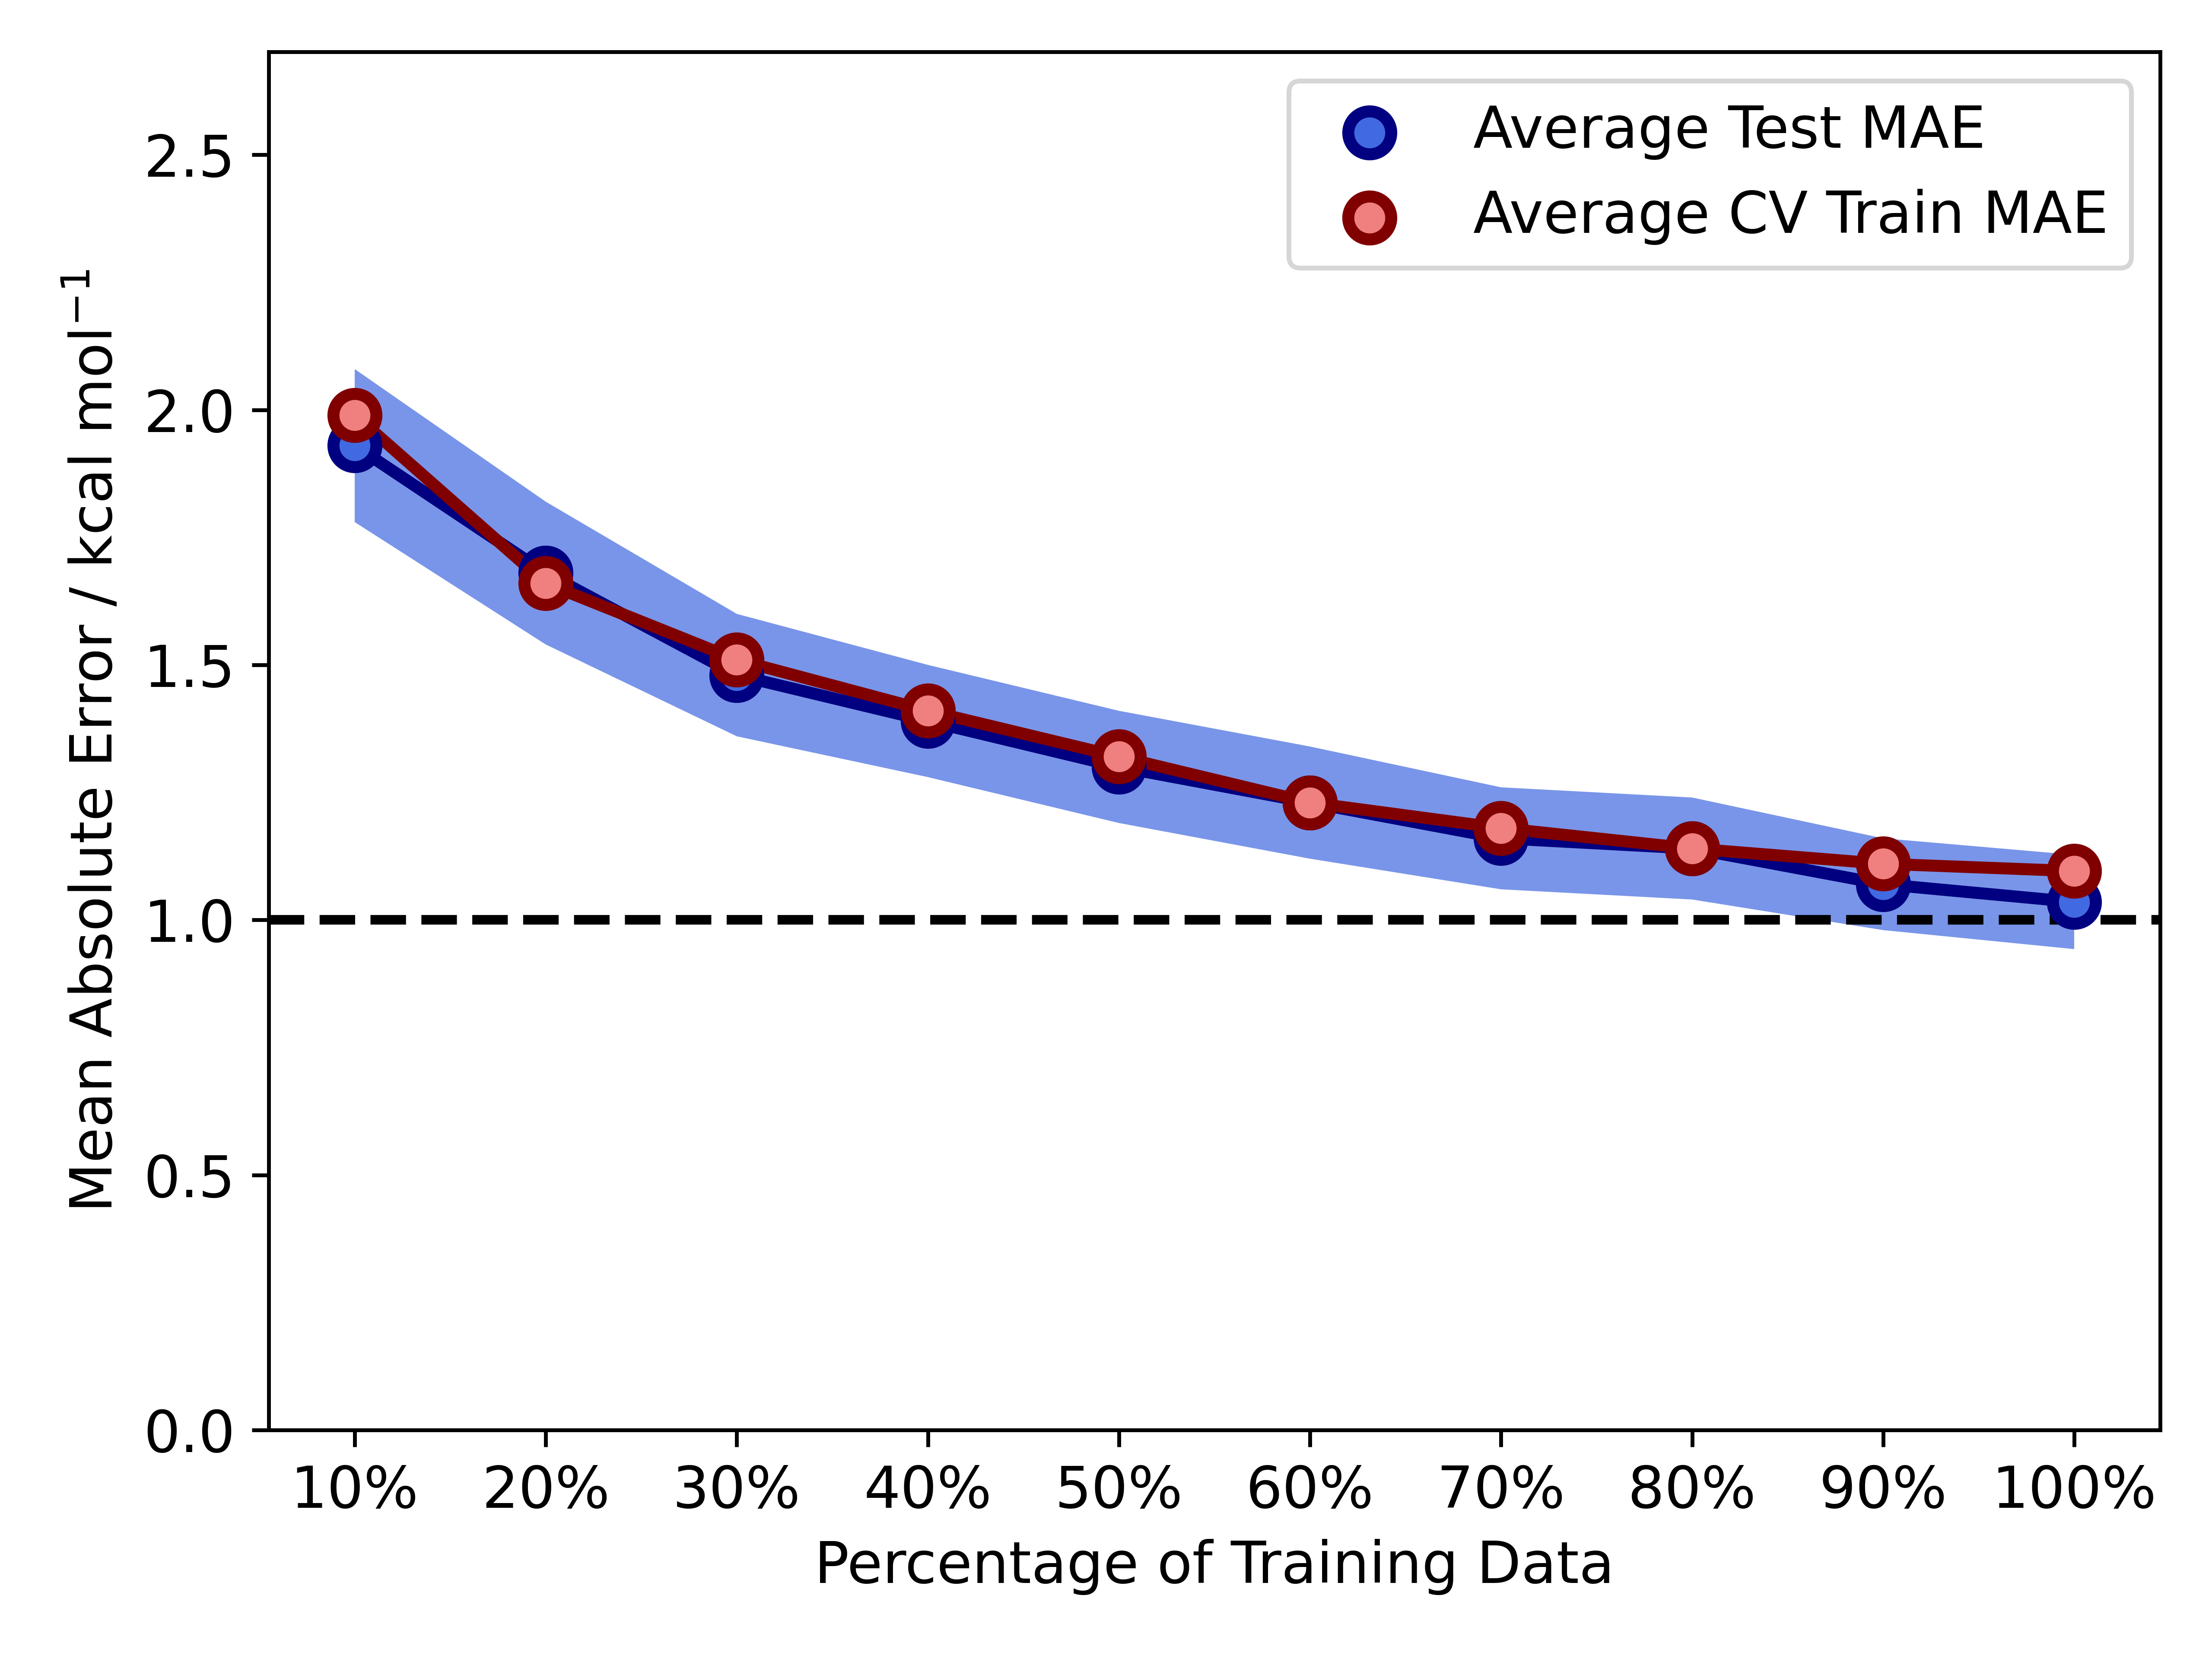 Average Test MAE
Average CV Train MAE
Mean Absolute Error / kcal mol⁻¹
2.5
2.0
1.5
1.0
0.5
0.0
10% 20% 30% 40% 50% 60% 70% 80% 90% 100%
Percentage of Training Data